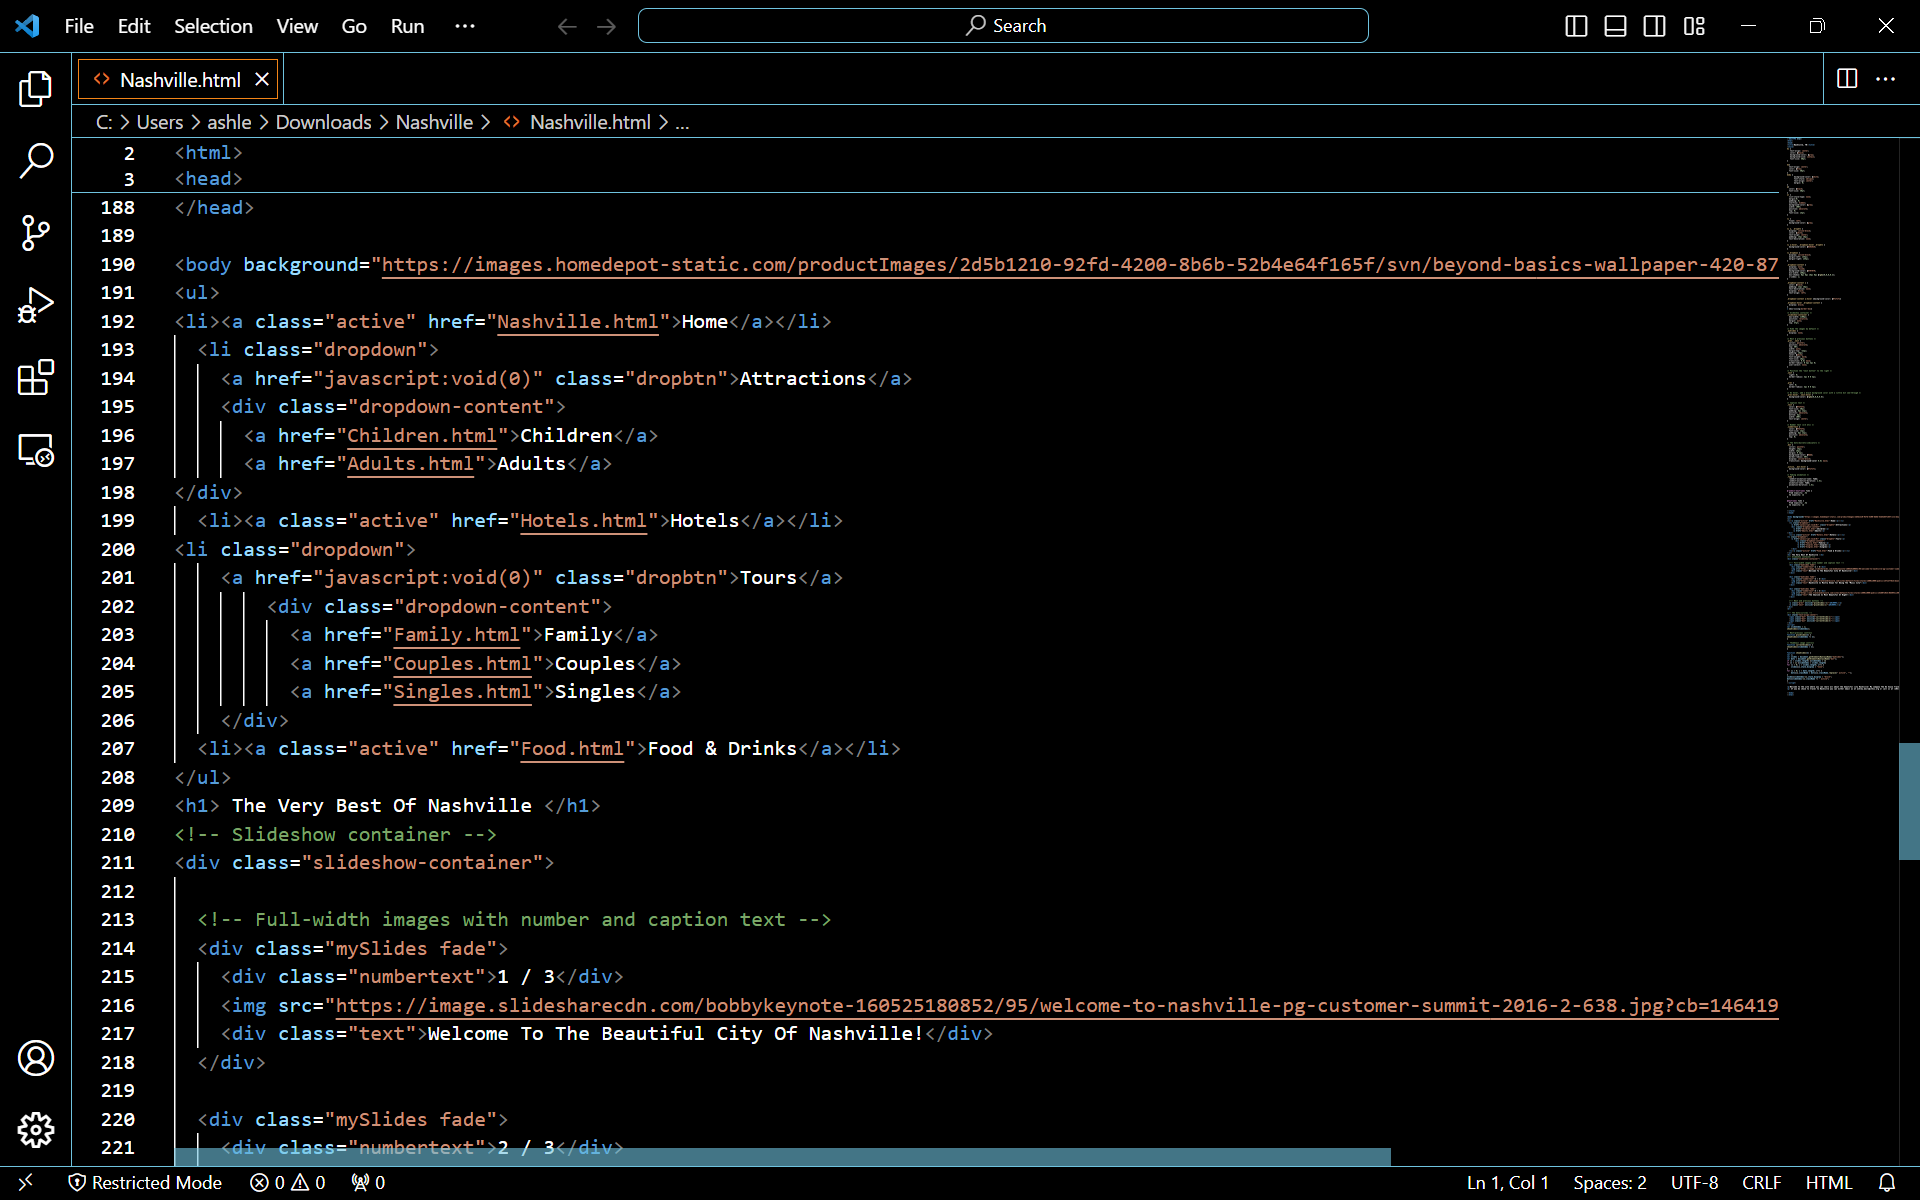 File Edit Selection View Go Run ··· Search
Nashville.html
C: > Users > ashle > Downloads > Nashville > Nashville.html > ...
2 <html>
3 <head>
188 </head>
189
190 <body background="https://images.homedepot-static.com/productImages/2d5b1210-92fd-4200-8b6b-52b4e64f165f/svn/beyond-basics-wallpaper-420-87
191 <ul>
192 <li><a class="active" href="Nashville.html">Home</a></li>
193 <li class="dropdown">
194 <a href="javascript:void(0)" class="dropbtn">Attractions</a>
195 <div class="dropdown-content">
196 <a href="Children.html">Children</a>
197 <a href="Adults.html">Adults</a>
198 </div>
199 <li><a class="active" href="Hotels.html">Hotels</a></li>
200 <li class="dropdown">
201 <a href="javascript:void(0)" class="dropbtn">Tours</a>
202 <div class="dropdown-content">
203 <a href="Family.html">Family</a>
204 <a href="Couples.html">Couples</a>
205 <a href="Singles.html">Singles</a>
206 </div>
207 <li><a class="active" href="Food.html">Food & Drinks</a></li>
208 </ul>
209 <h1> The Very Best Of Nashville </h1>
210 <!-- Slideshow container -->
211 <div class="slideshow-container">
212
213 <!-- Full-width images with number and caption text -->
214 <div class="mySlides fade">
215 <div class="numbertext">1 / 3</div>
216 <img src="https://image.slidesharecdn.com/bobbykeynote-160525180852/95/welcome-to-nashville-pg-customer-summit-2016-2-638.jpg?cb=146419
217 <div class="text">Welcome To The Beautiful City Of Nashville!</div>
218 </div>
219
220 <div class="mySlides fade">
221 <div class="numbertext">2 / 3</div>
Restricted Mode 0 0 0 Ln 1, Col 1 Spaces: 2 UTF-8 CRLF HTML